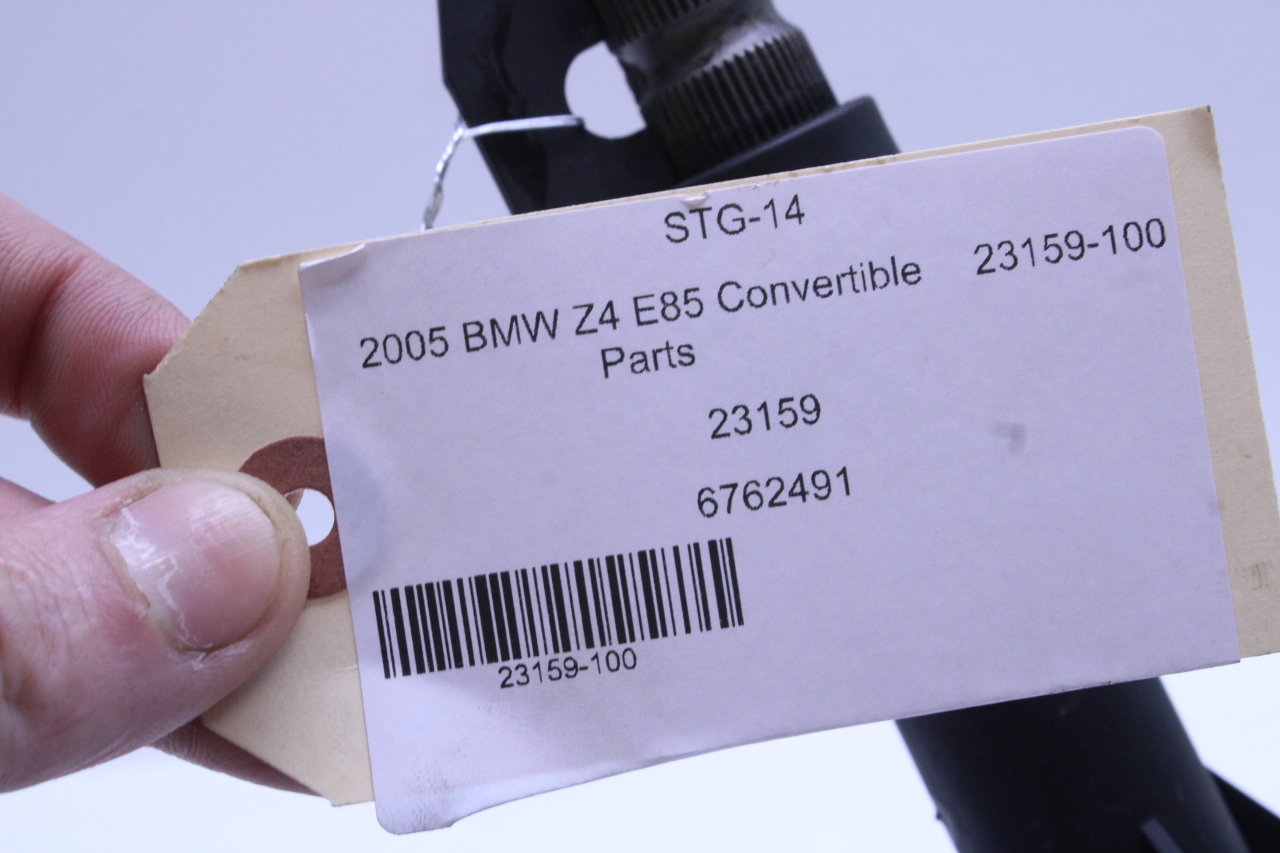 STG-14
2005 BMW Z4 E85 Convertible 23159-100
Parts
23159
6762491
23159-100